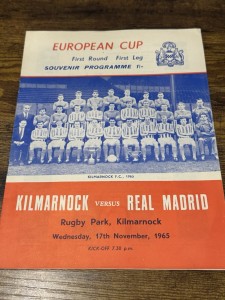 EUROPEAN CUP
First Round First Leg
SOUVENIR PROGRAMME 1/-
KILMARNOCK F.C., 1965
KILMARNOCK VERSUS REAL MADRID
Rugby Park, Kilmarnock
Wednesday, 17th November, 1965
KICK-OFF 7.30 p.m.